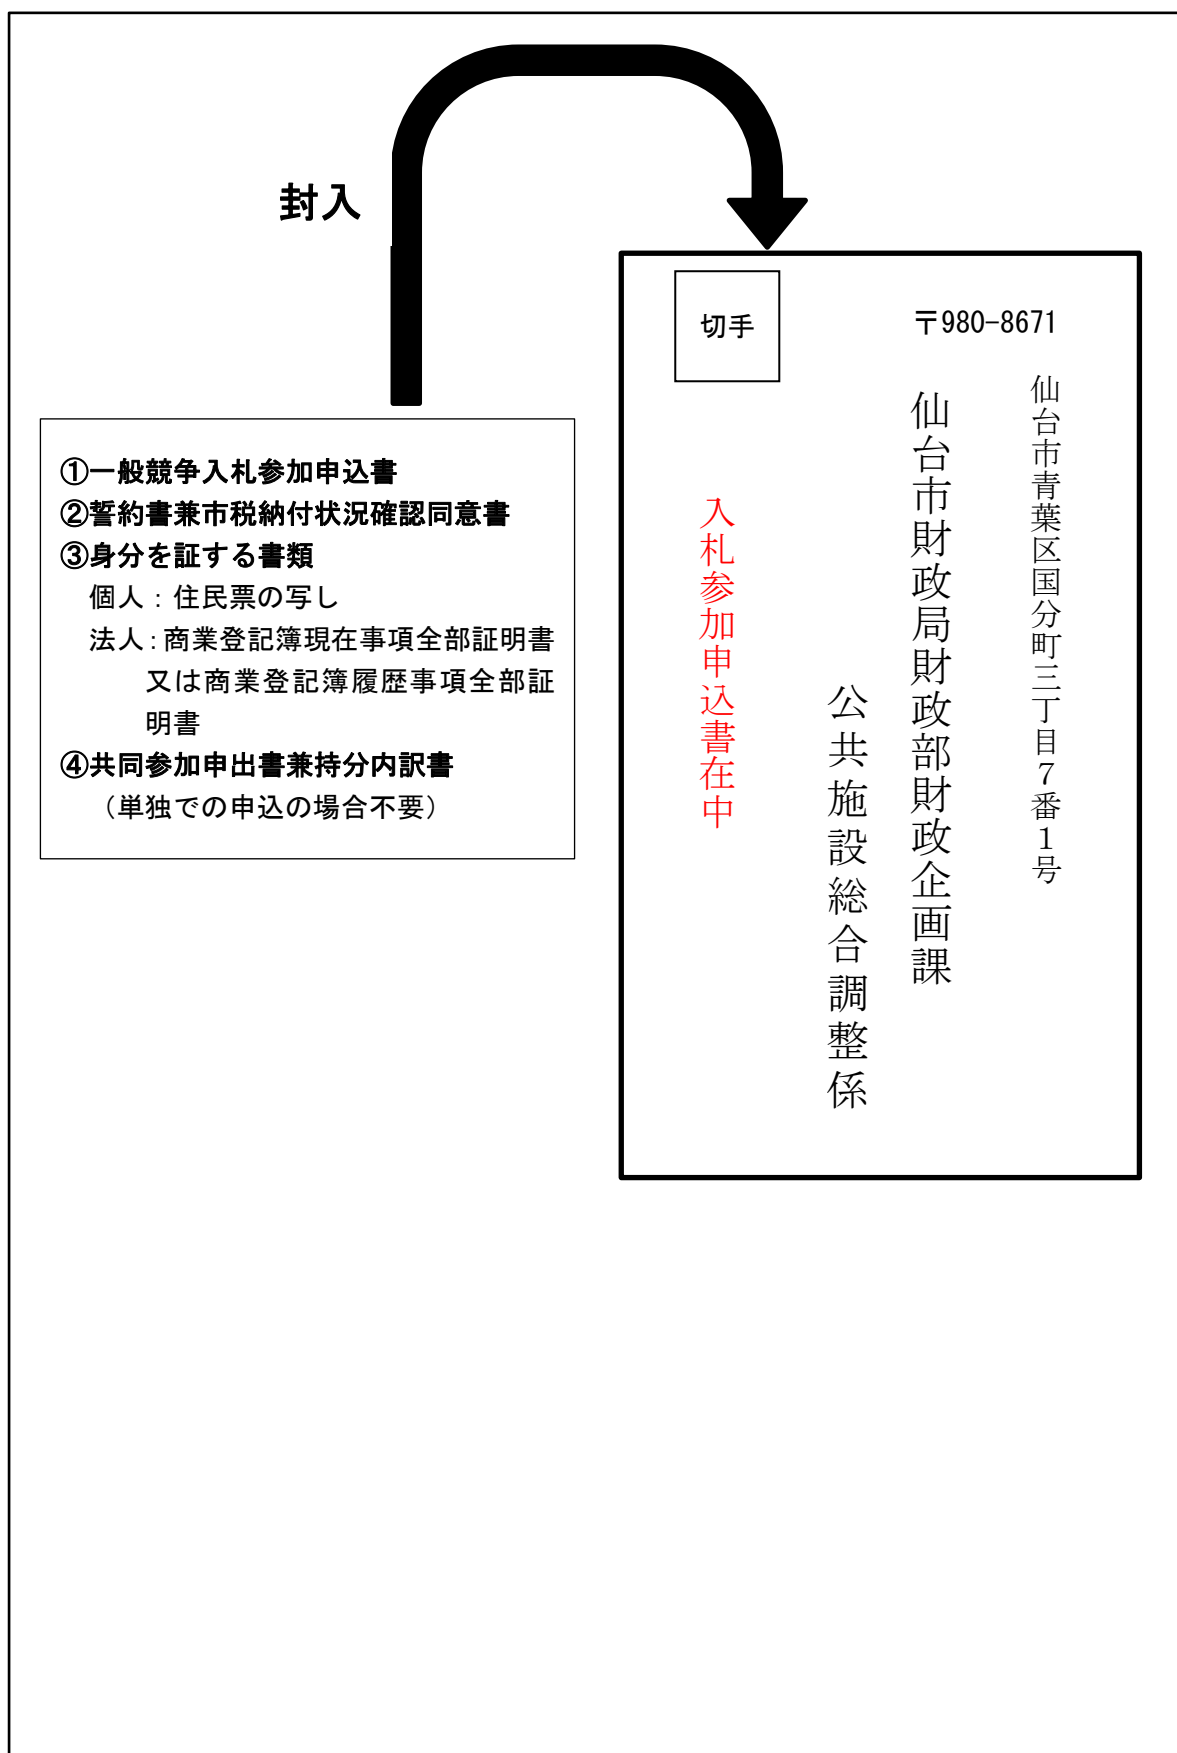 封入
①一般競争入札参加申込書
②誓約書兼市税納付状況確認同意書
③身分を証する書類
個人：住民票の写し
法人：商業登記簿現在事項全部証明書
又は商業登記簿履歴事項全部証
明書
④共同参加申出書兼持分内訳書
（単独での申込の場合不要）
切手
〒980-8671
仙台市青葉区国分町三丁目７番１号
仙台市財政局財政部財政企画課
公共施設総合調整係
入札参加申込書在中